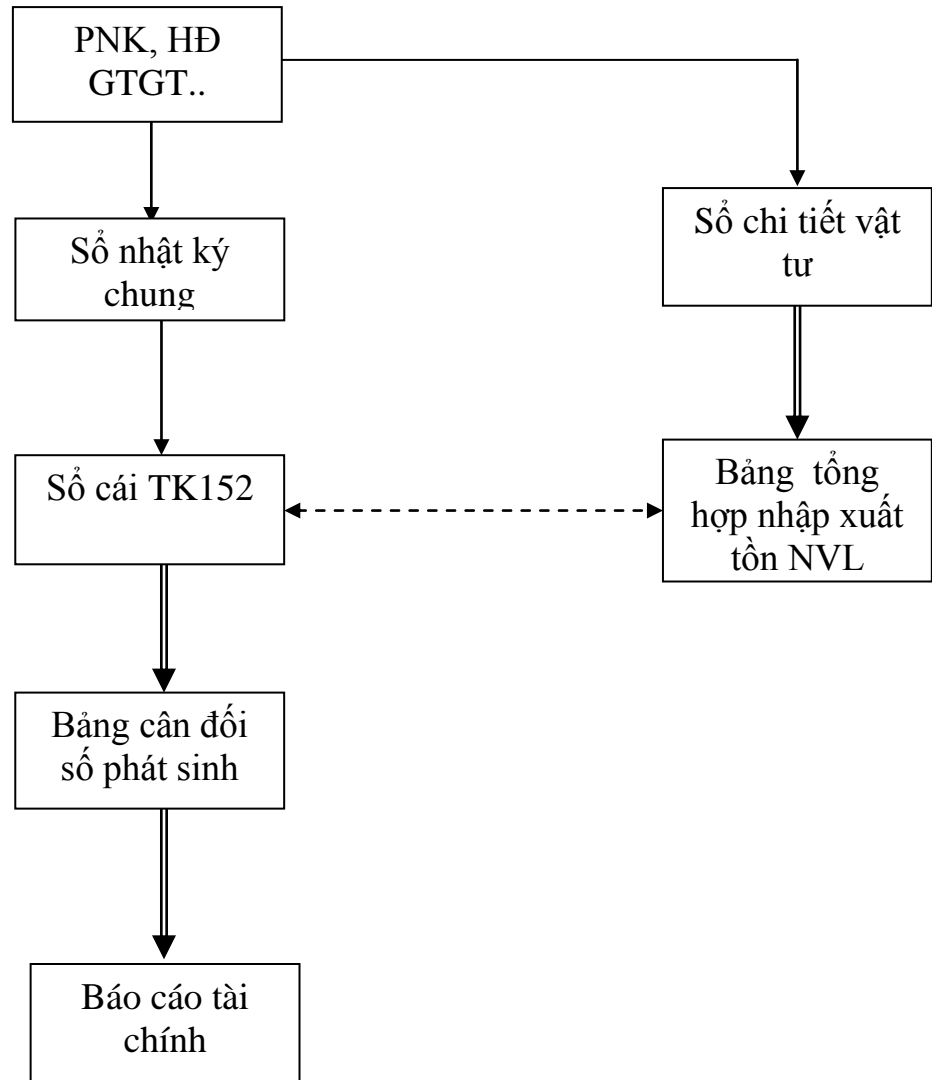 PNK, HĐ
GTGT..
Sổ nhật ký
chung
Sổ chi tiết vật
tư
Sổ cái TK152
Bảng tổng
hợp nhập xuất
tồn NVL
Bảng cân đối
số phát sinh
Báo cáo tài
chính